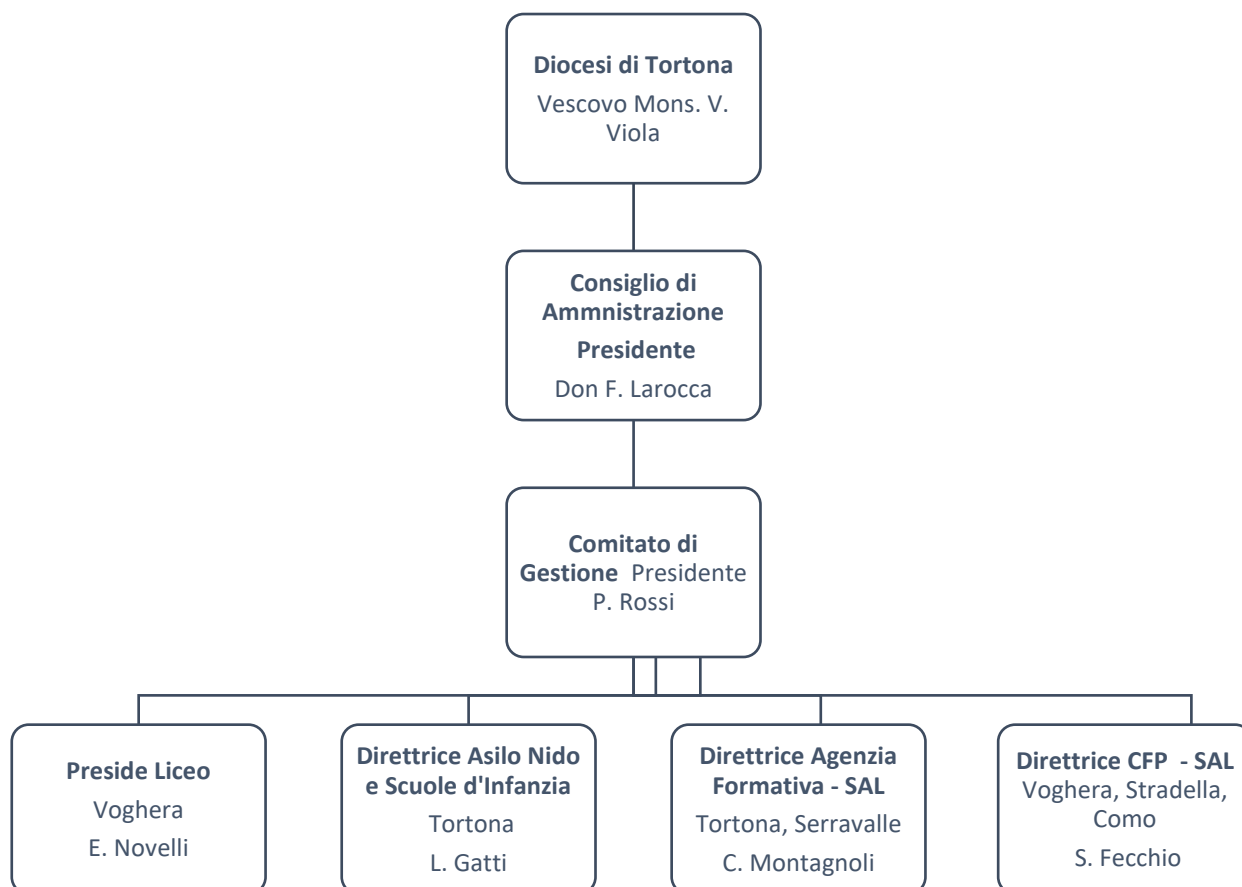 Diocesi di Tortona
Vescovo Mons. V.
Viola
Consiglio di
Ammnistrazione
Presidente
Don F. Larocca
Comitato di
Gestione Presidente
P. Rossi
Preside Liceo
Voghera
E. Novelli
Direttrice Asilo Nido
e Scuole d'Infanzia
Tortona
L. Gatti
Direttrice Agenzia
Formativa - SAL
Tortona, Serravalle
C. Montagnoli
Direttrice CFP - SAL
Voghera, Stradella,
Como
S. Fecchio